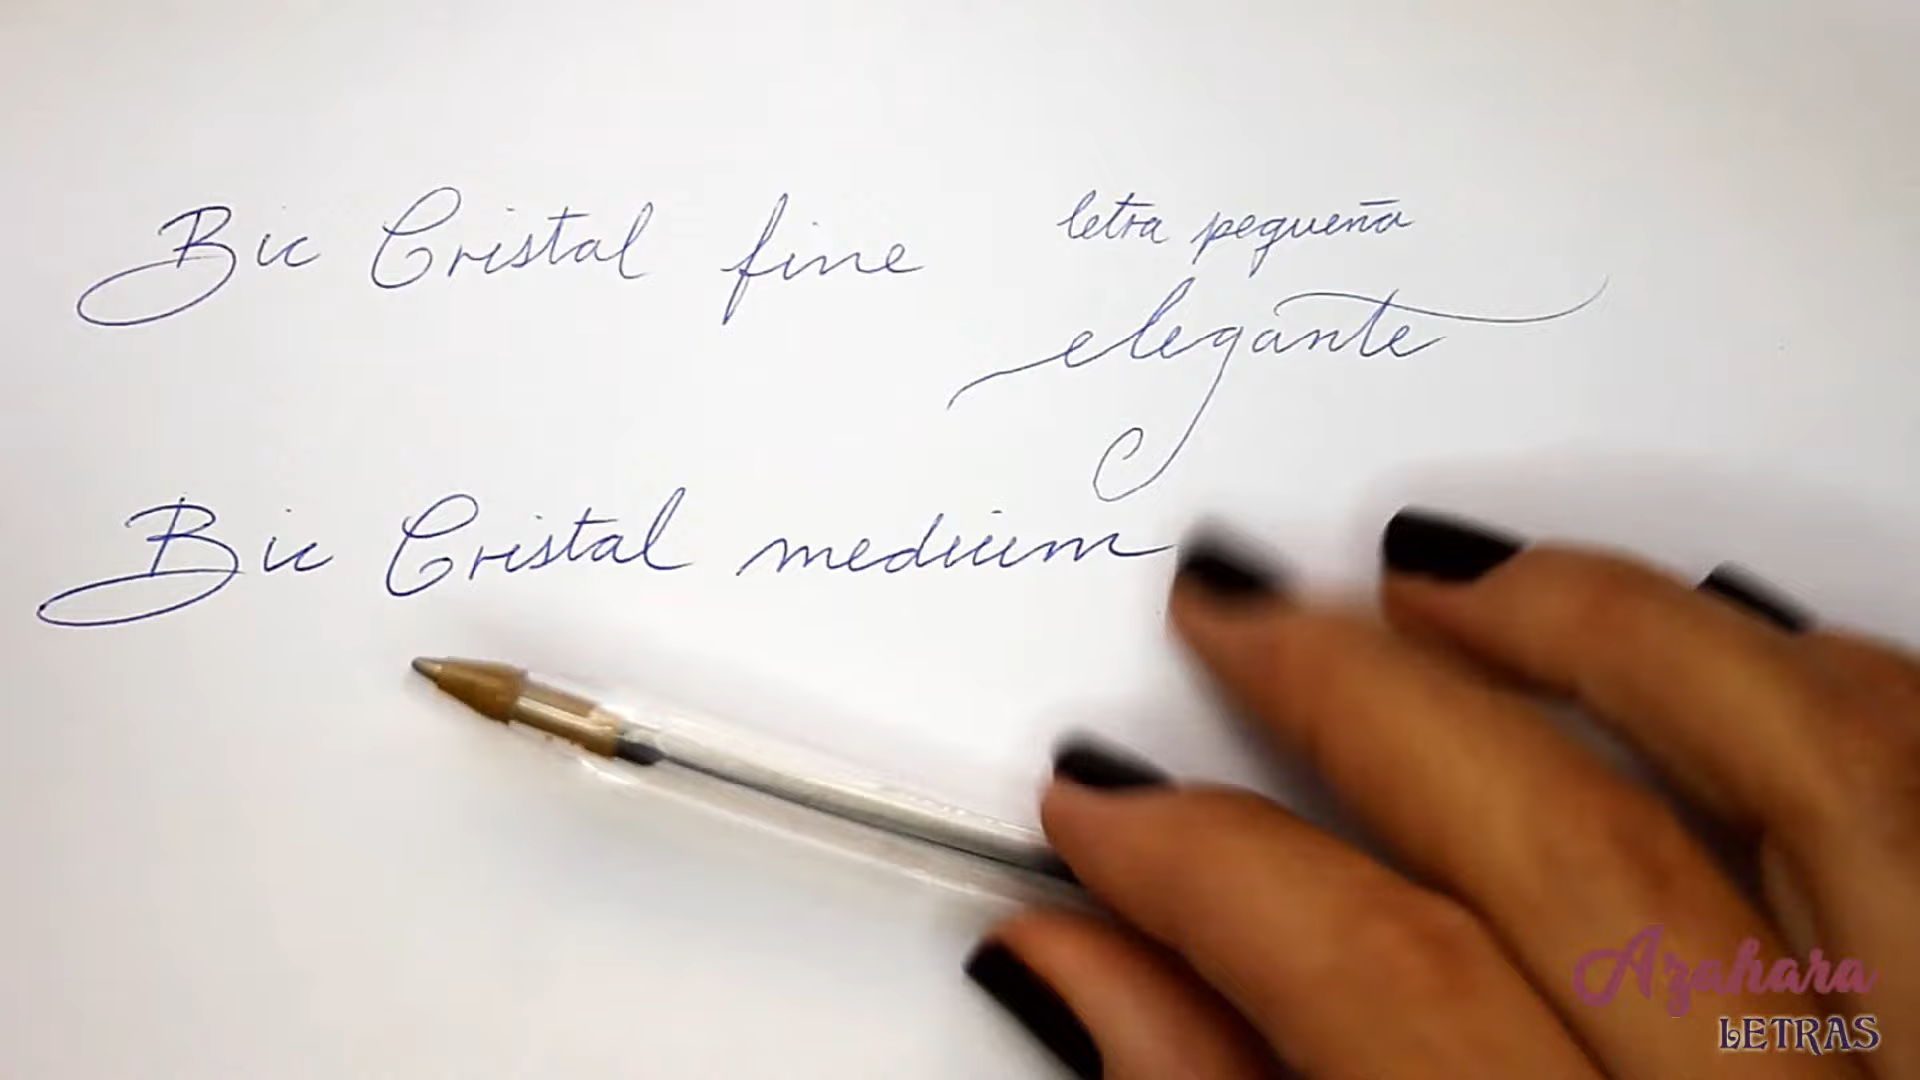 Bic Cristal fine
letra pequeña
elegante
Bic Cristal medium
Azahara
LETRAS